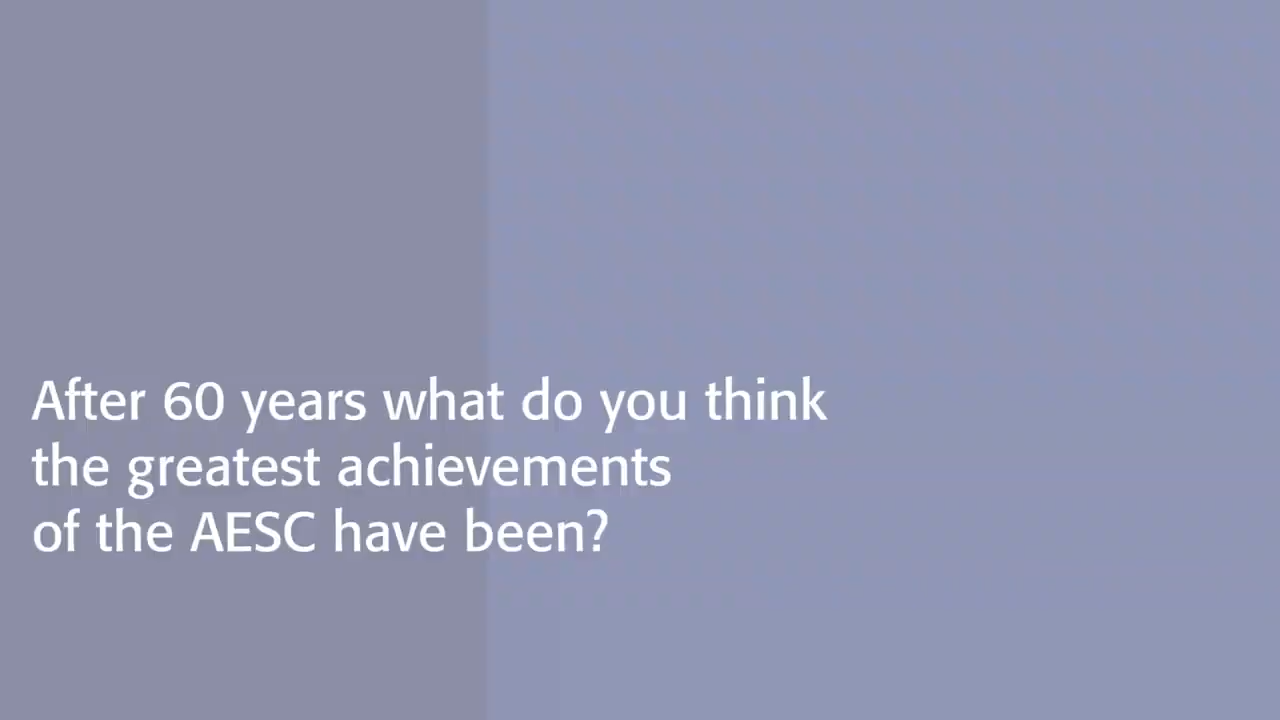 After 60 years what do you think
the greatest achievements
of the AESC have been?